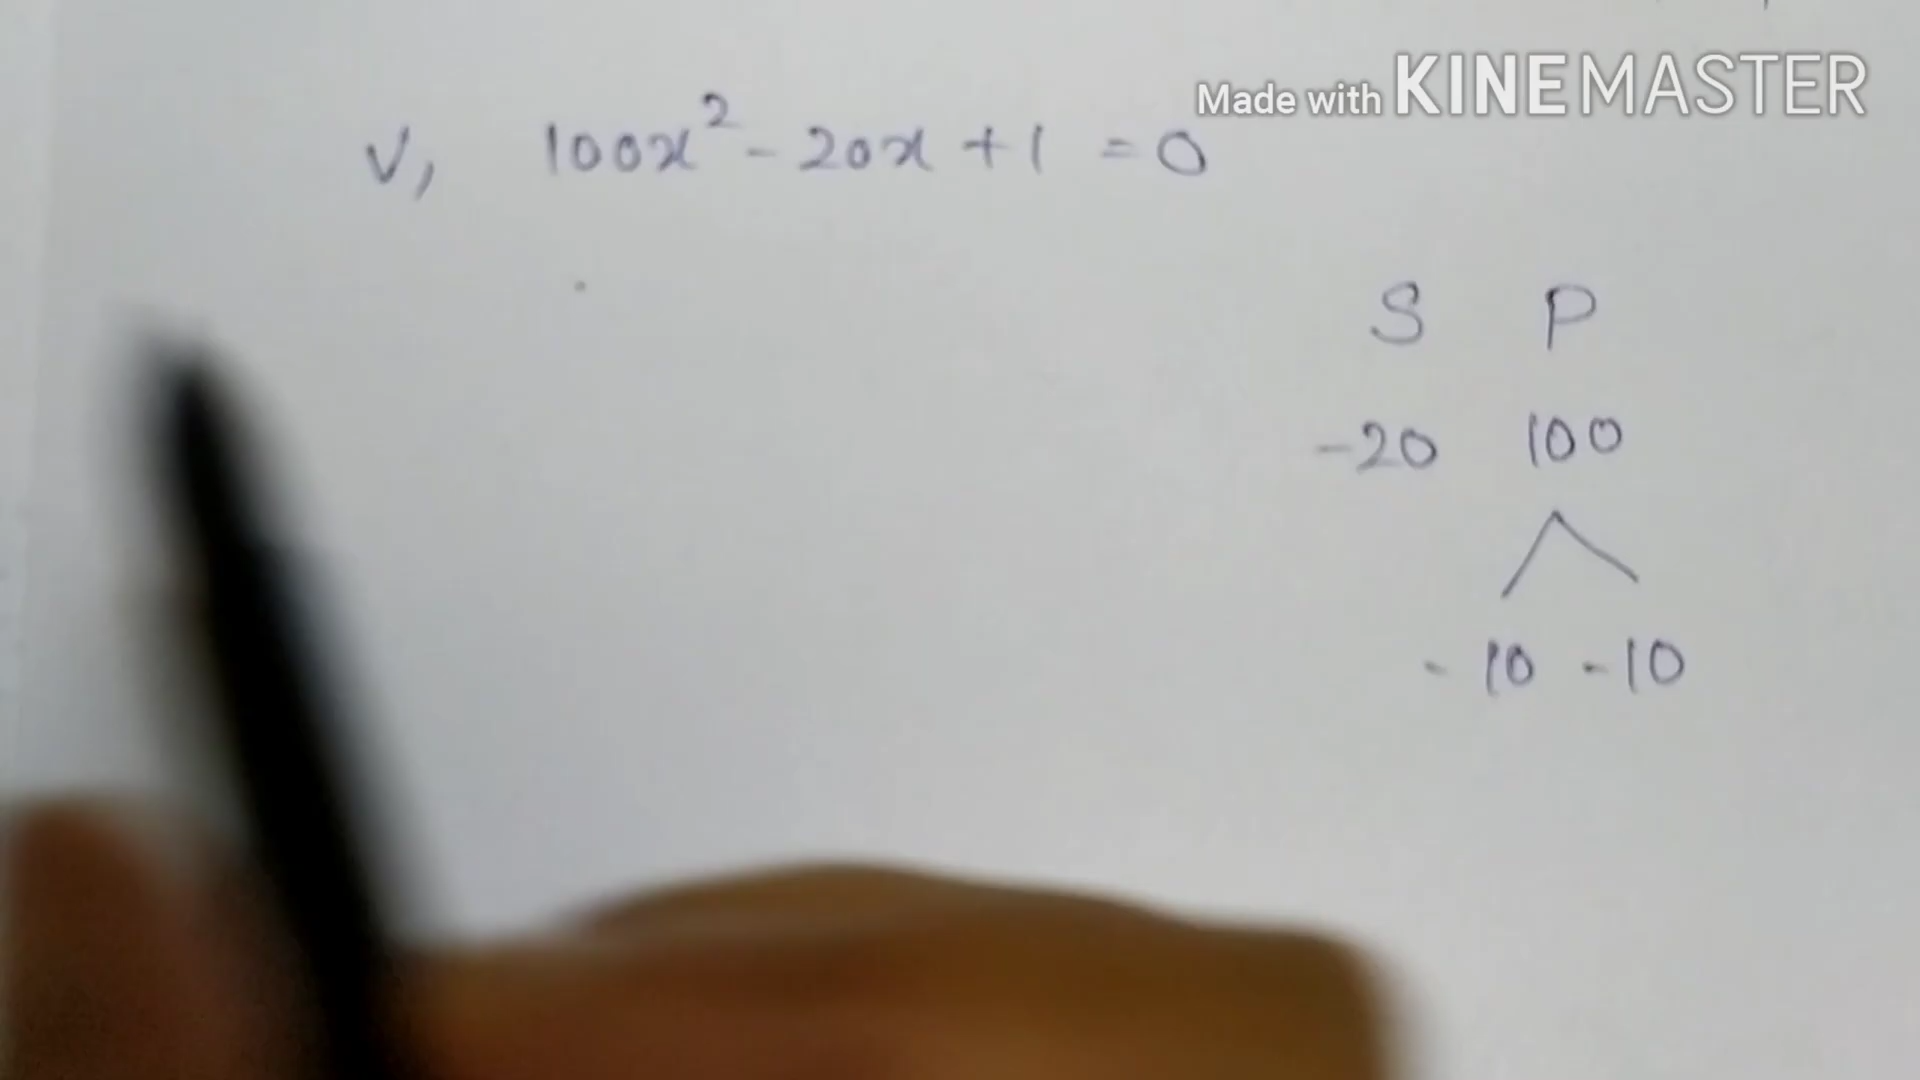 Made with KINEMASTER
V, 100x² - 20x + 1 = 0
S P
-20 100
-10 -10